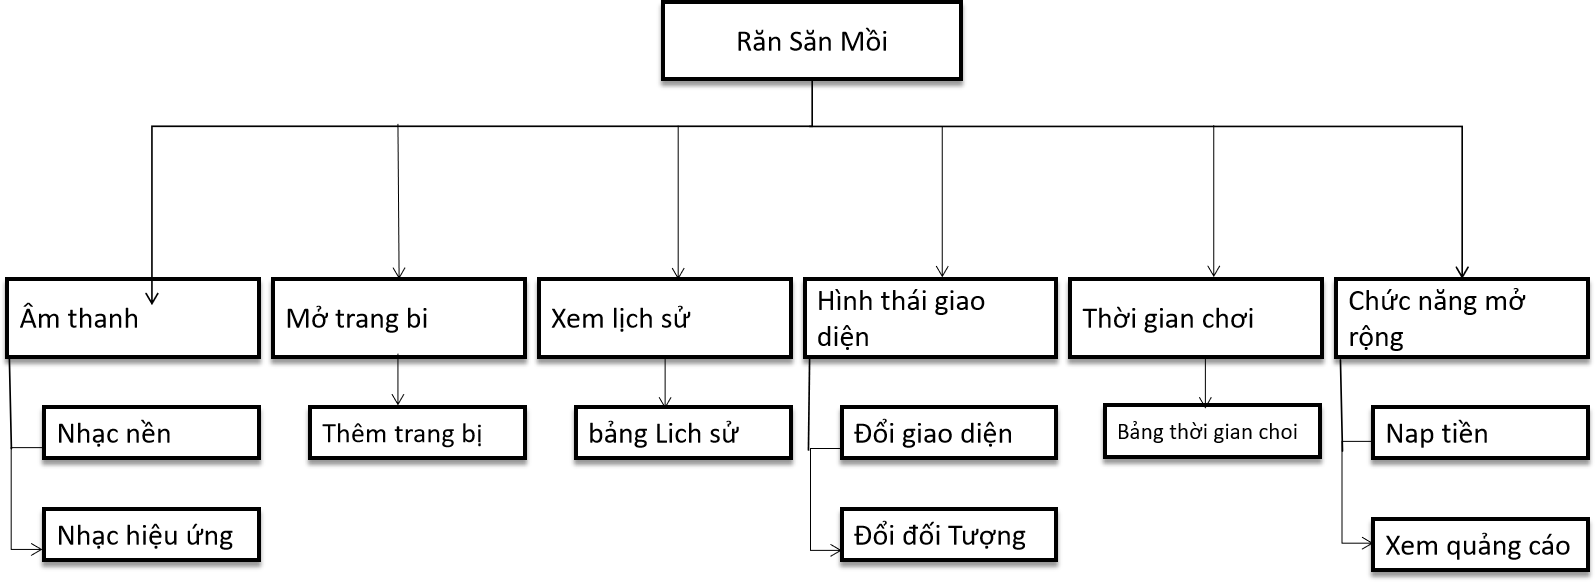 Răn Săn Mồi
Âm thanh
Mở trang bi
Xem lịch sử
Hình thái giao
diện
Thời gian chơi
Chức năng mở
rộng
Nhạc nền
Thêm trang bị
bảng Lich sử
Đổi giao diện
Bảng thời gian choi
Nap tiền
Nhạc hiệu ứng
Đổi đối Tượng
Xem quảng cáo